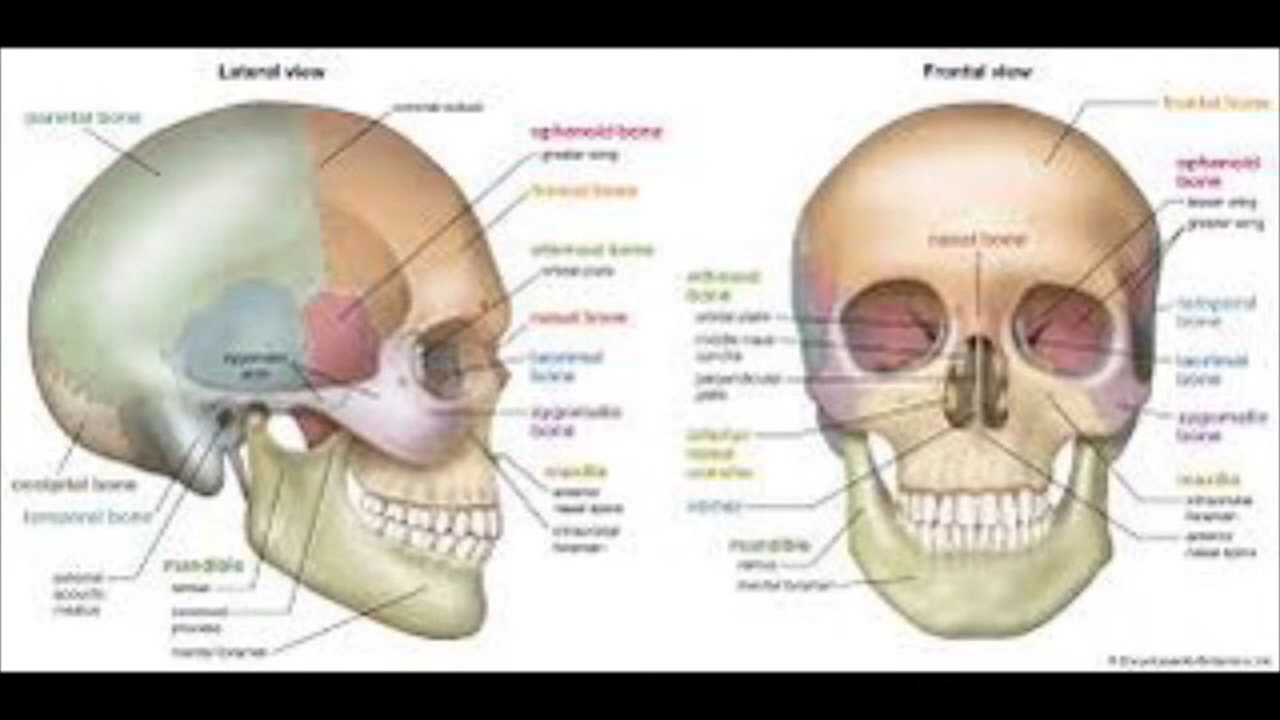 Lateral view
parietal bone
coronal suture
sphenoid bone
greater wing
frontal bone
ethmoid bone
orbital plate
nasal bone
lacrimal
bone
zygomatic
arch
zygomatic
bone
maxilla
anterior
nasal spine
infraorbital
foramen
occipital bone
temporal bone
external
acoustic
meatus
mandible
ramus
coronoid
process
mental foramen
Frontal view
frontal bone
sphenoid
bone
lesser wing
greater wing
nasal bone
ethmoid
bone
orbital plate
middle nasal
concha
perpendicular
plate
inferior
nasal
conchae
vomer
mandible
ramus
mental foramen
temporal
bone
lacrimal
bone
zygomatic
bone
maxilla
infraorbital
foramen
anterior
nasal spine
© Encyclopædia Britannica, Inc.